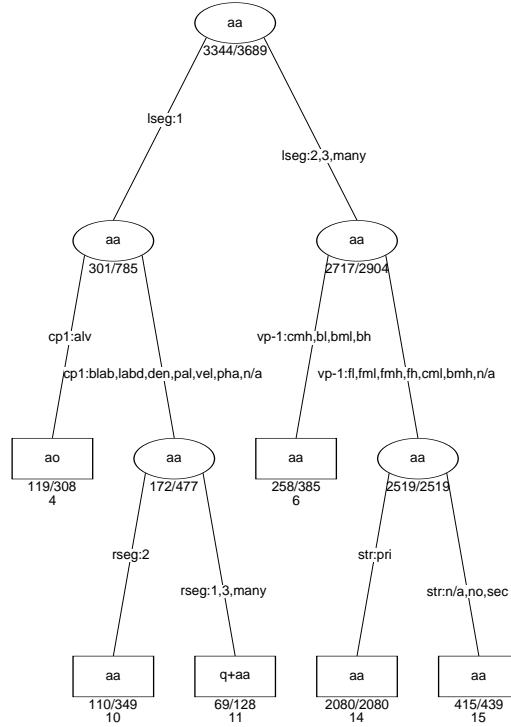 aa
3344/3689
lseg:1
lseg:2,3,many
aa
301/785
aa
2717/2904
cp1:alv
cp1:blab,labd,den,pal,vel,pha,n/a
vp-1:cmh,bl,bml,bh
vp-1:fl,fml,fmh,fh,cml,bmh,n/a
ao
119/308
4
aa
172/477
aa
258/385
6
aa
2519/2519
rseg:2
rseg:1,3,many
str:pri
str:n/a,no,sec
aa
110/349
10
q+aa
69/128
11
aa
2080/2080
14
aa
415/439
15